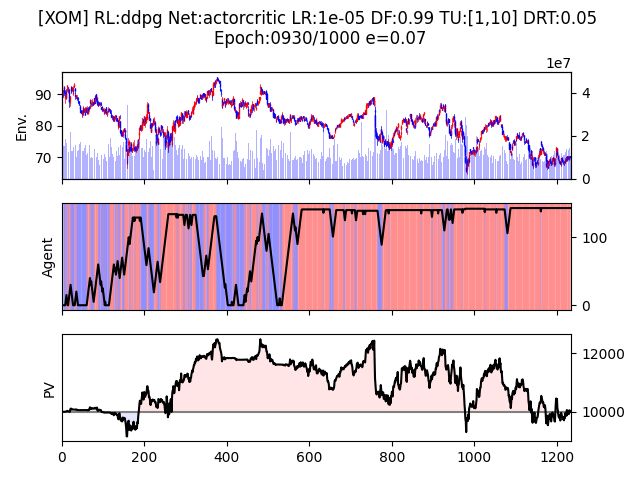 [XOM] RL:ddpg Net:actorcritic LR:1e-05 DF:0.99 TU:[1,10] DRT:0.05
Epoch:0930/1000 e=0.07
1e7
90
80
70
Env.
4
2
0
Agent
100
0
PV
12000
10000
0
200
400
600
800
1000
1200